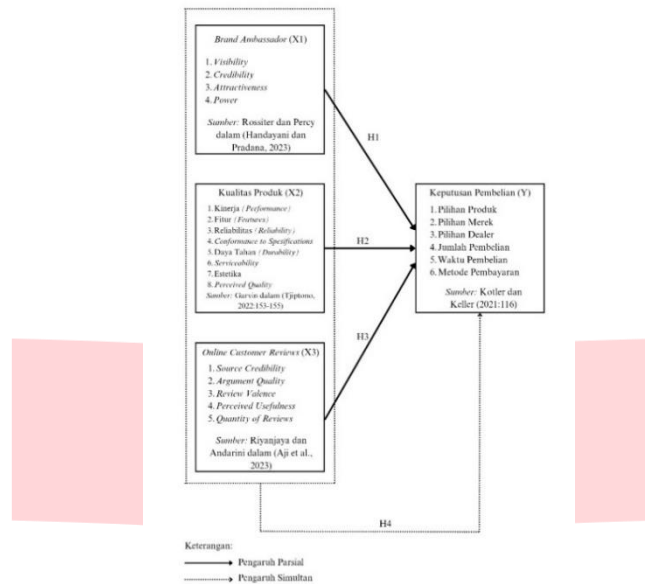 Brand Ambassador (X1)
1. Visibility
2. Credibility
3. Attractiveness
4. Power
Sumber: Rossiter dan Percy
dalam (Handayani dan
Pradana, 2023)
H1
Kualitas Produk (X2)
1. Kinerja (Performance)
2. Fitur (Features)
3. Reliabilitas (Reliability)
4. Conformance to Spesifications
5. Daya Tahan (Durability)
6. Serviceability
7. Estetika
8. Perceived Quality
Sumber: Garvin dalam (Tjiptono,
2022:153-155)
H2
Keputusan Pembelian (Y)
1. Pilihan Produk
2. Pilihan Merek
3. Pilihan Dealer
4. Jumlah Pembelian
5. Waktu Pembelian
6. Metode Pembayaran
Sumber: Kotler dan
Keller (2021:116)
H3
Online Customer Reviews (X3)
1. Source Credibility
2. Argument Quality
3. Review Valence
4. Perceived Usefulness
5. Quantity of Reviews
Sumber: Riyanjaya dan
Andarini dalam (Aji et al.,
2023)
H4
Keterangan:
Pengaruh Parsial
Pengaruh Simultan